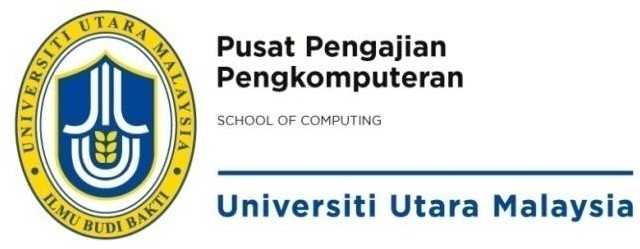 UNIVERSITI UTARA MALAYSIA
ILMU BUDI BAKTI
Pusat Pengajian
Pengkomputeran
SCHOOL OF COMPUTING
Universiti Utara Malaysia